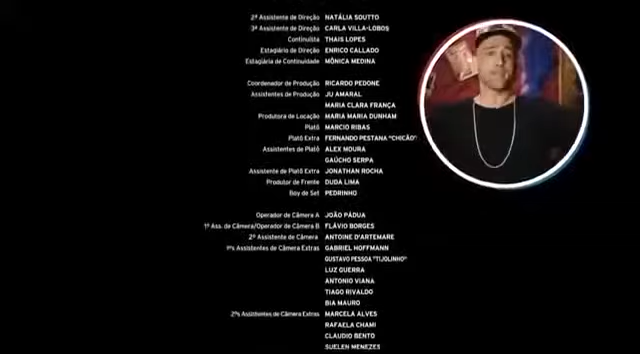 2ª Assistente de Direção NATÁLIA SOUTTO
3ª Assistente de Direção CARLA VILLA-LOBOS
Continuísta THAIS LOPES
Estagiário de Direção ENRICO CALLADO
Estagiária de Continuidade MÔNICA MEDINA
Coordenador de Produção RICARDO PEDONE
Assistentes de Produção JU AMARAL
MARIA CLARA FRANÇA
Produtora de Locação MARIA MARIA DUNHAM
Platô MARCIO RIBAS
Platô Extra FERNANDO PESTANA "CHICÃO"
Assistentes de Platô ALEX MOURA
GAÚCHO SERPA
Assistente de Platô Extra JONATHAN ROCHA
Produtor de Frente DUDA LIMA
Boy de Set PEDRINHO
Operador de Câmera A JOÃO PÁDUA
1º Ass. de Câmera/Operador de Câmera B FLÁVIO BORGES
2º Assistente de Câmera ANTOINE D'ARTEMARE
1ºs Assistentes de Câmera Extras GABRIEL HOFFMANN
GUSTAVO PESSOA "TIJOLINHO"
LUZ GUERRA
ANTONIO VIANA
TIAGO RIVALDO
BIA MAURO
2ºs Assistentes de Câmera Extras MARCELA ALVES
RAFAELA CHAMI
CLAUDIO BENTO
SUELEN MENEZES